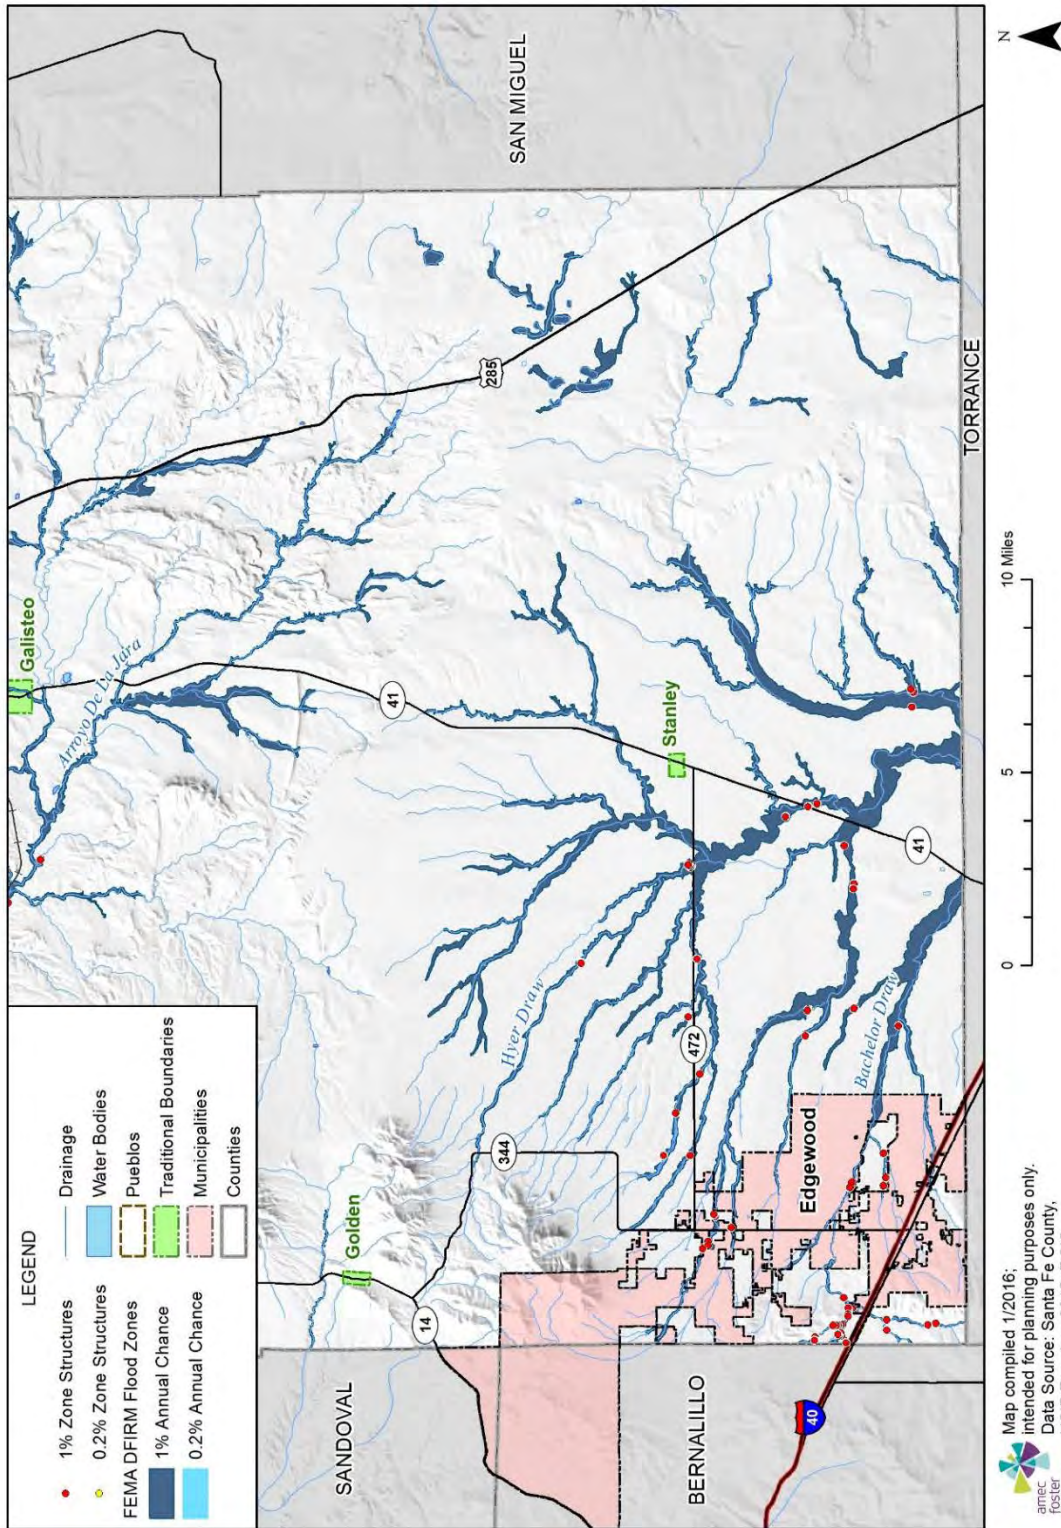 LEGEND
1% Zone Structures
0.2% Zone Structures
FEMA DFIRM Flood Zones
1% Annual Chance
0.2% Annual Chance
Drainage
Water Bodies
Pueblos
Traditional Boundaries
Municipalities
Counties
Galisteo
Arroyo De La Jara
285
SAN MIGUEL
41
Golden
14
344
SANDOVAL
Hyer Draw
Stanley
472
BERNALILLO
Edgewood
Bachelor Draw
41
40
TORRANCE
0
5
10 Miles
N
amec
foster
Map compiled 1/2016;
intended for planning purposes only.
Data Source: Santa Fe County,